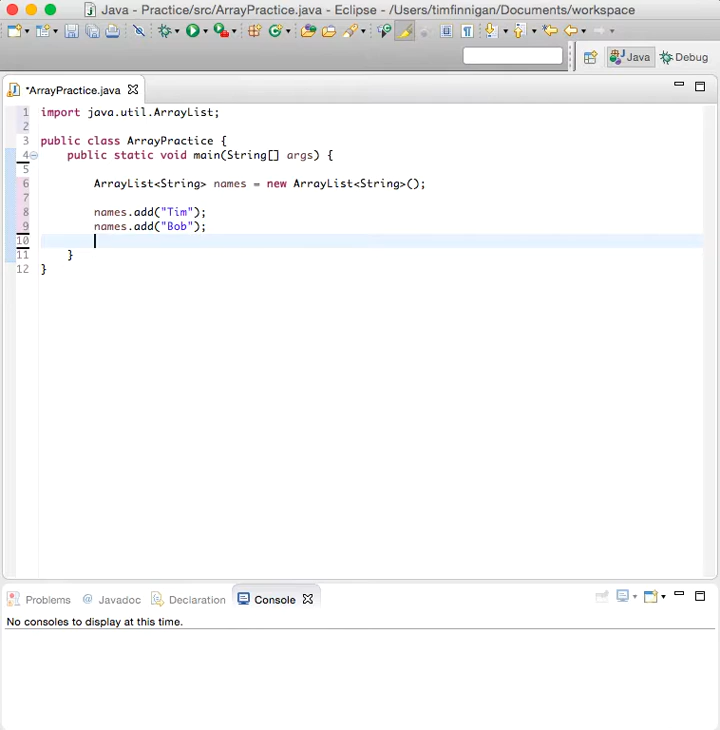 Java - Practice/src/ArrayPractice.java - Eclipse - /Users/timfinnigan/Documents/workspace
Java Debug
*ArrayPractice.java
1 import java.util.ArrayList;
2
3 public class ArrayPractice {
4 public static void main(String[] args) {
5
6 ArrayList<String> names = new ArrayList<String>();
7
8 names.add("Tim");
9 names.add("Bob");
10
11 }
12 }
Problems @ Javadoc Declaration Console
No consoles to display at this time.